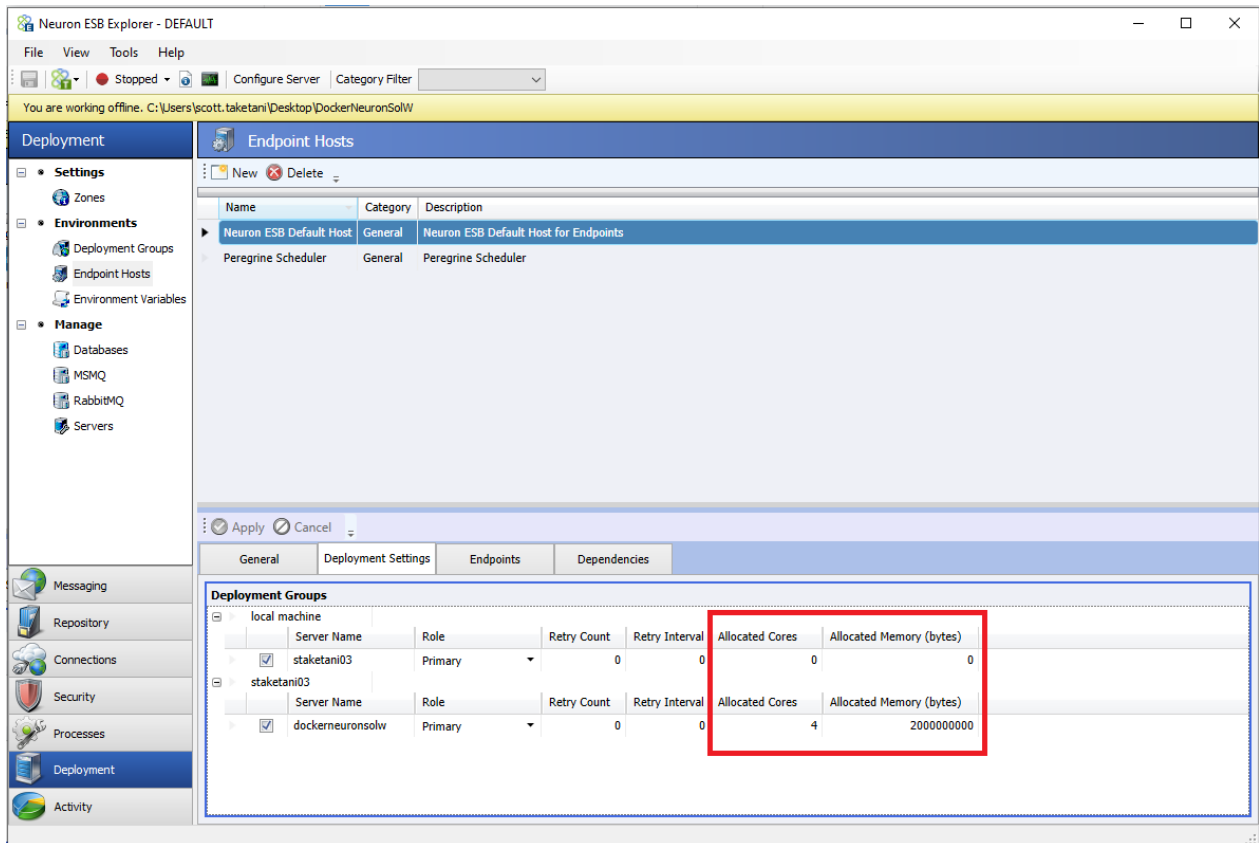 Neuron ESB Explorer - DEFAULT
File View Tools Help
Stopped Configure Server Category Filter
You are working offline. C:\Users\scott.taketani\Desktop\DockerNeuronSolW
Deployment
Settings
Zones
Environments
Deployment Groups
Endpoint Hosts
Environment Variables
Manage
Databases
MSMQ
RabbitMQ
Servers
Messaging
Repository
Connections
Security
Processes
Deployment
Activity
Endpoint Hosts
New Delete
Name Category Description
Neuron ESB Default Host General Neuron ESB Default Host for Endpoints
Peregrine Scheduler General Peregrine Scheduler
Apply Cancel
General Deployment Settings Endpoints Dependencies
Deployment Groups
local machine
Server Name Role Retry Count Retry Interval Allocated Cores Allocated Memory (bytes)
staketani03 Primary 0 0 0 0
staketani03
Server Name Role Retry Count Retry Interval Allocated Cores Allocated Memory (bytes)
dockerneuronsolw Primary 0 0 4 2000000000